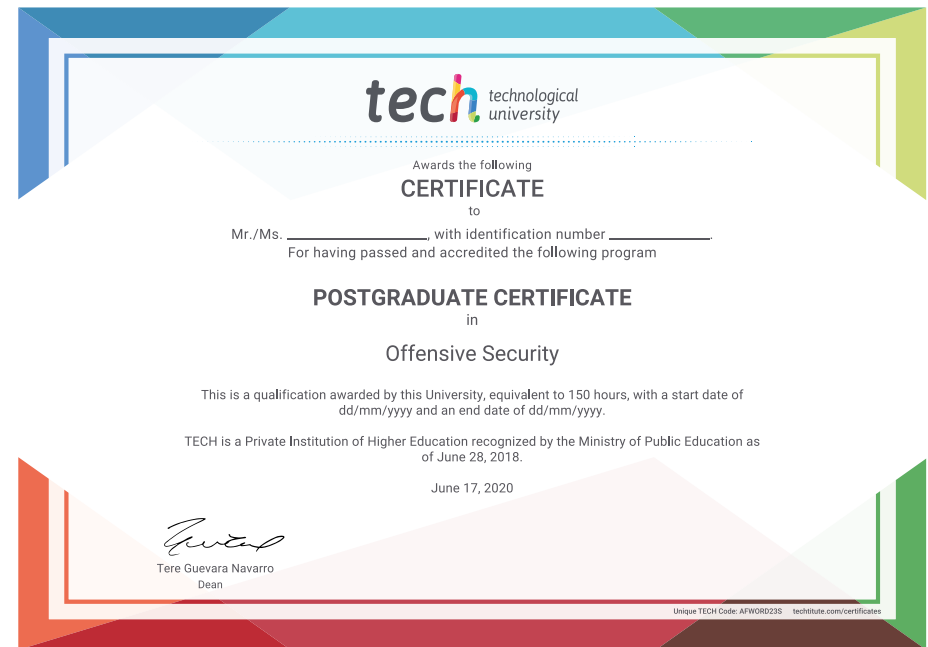 tech technological
university
Awards the following
CERTIFICATE
to
Mr./Ms. ____________________, with identification number ______________.
For having passed and accredited the following program
POSTGRADUATE CERTIFICATE
in
Offensive Security
This is a qualification awarded by this University, equivalent to 150 hours, with a start date of
dd/mm/yyyy and an end date of dd/mm/yyyy.
TECH is a Private Institution of Higher Education recognized by the Ministry of Public Education as
of June 28, 2018.
June 17, 2020
Tere Guevara Navarro
Dean
Unique TECH Code: AFWORD23S techtitute.com/certificates